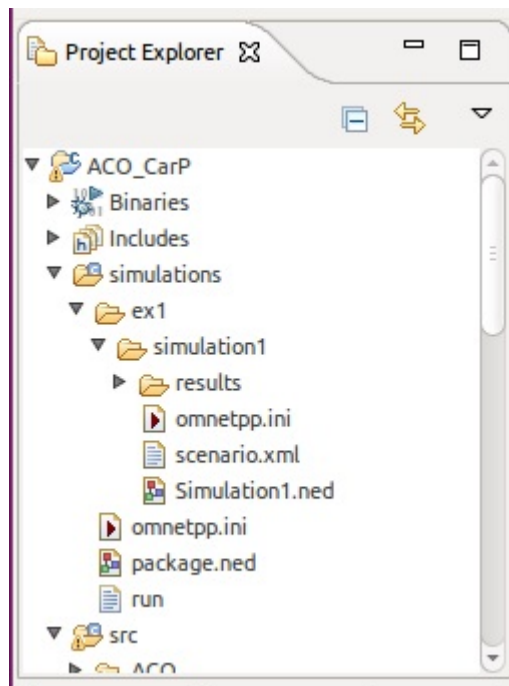 Project Explorer
ACO_CarP
Binaries
Includes
simulations
ex1
simulation1
results
omnetpp.ini
scenario.xml
Simulation1.ned
omnetpp.ini
package.ned
run
src
ACO